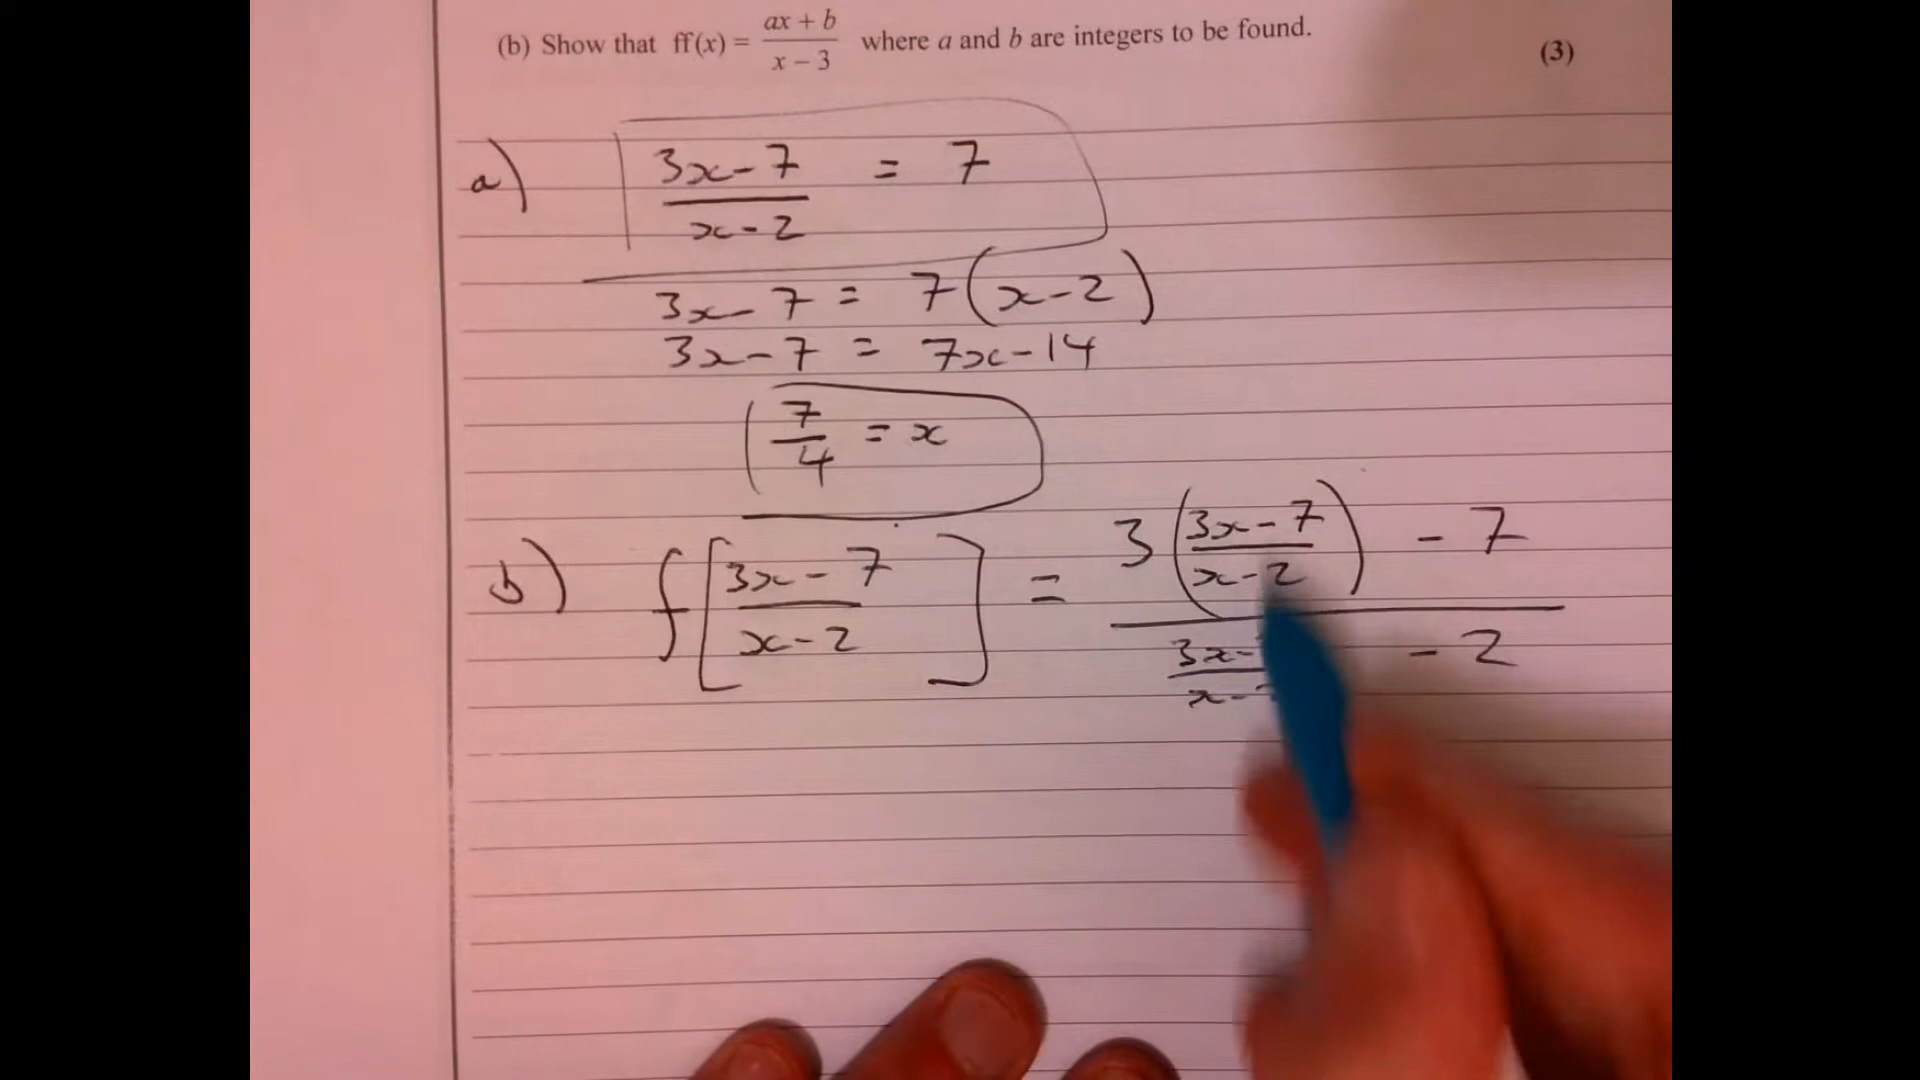 (b) Show that ff(x) = (ax + b)/(x − 3) where a and b are integers to be found.
(3)
a) (3x-7)/(x-2) = 7
3x-7 = 7(x-2)
3x-7 = 7x-14
7/4 = x
b) f[(3x-7)/(x-2)] = (3((3x-7)/(x-2)) - 7)/((3x-)/(x-) - 2)